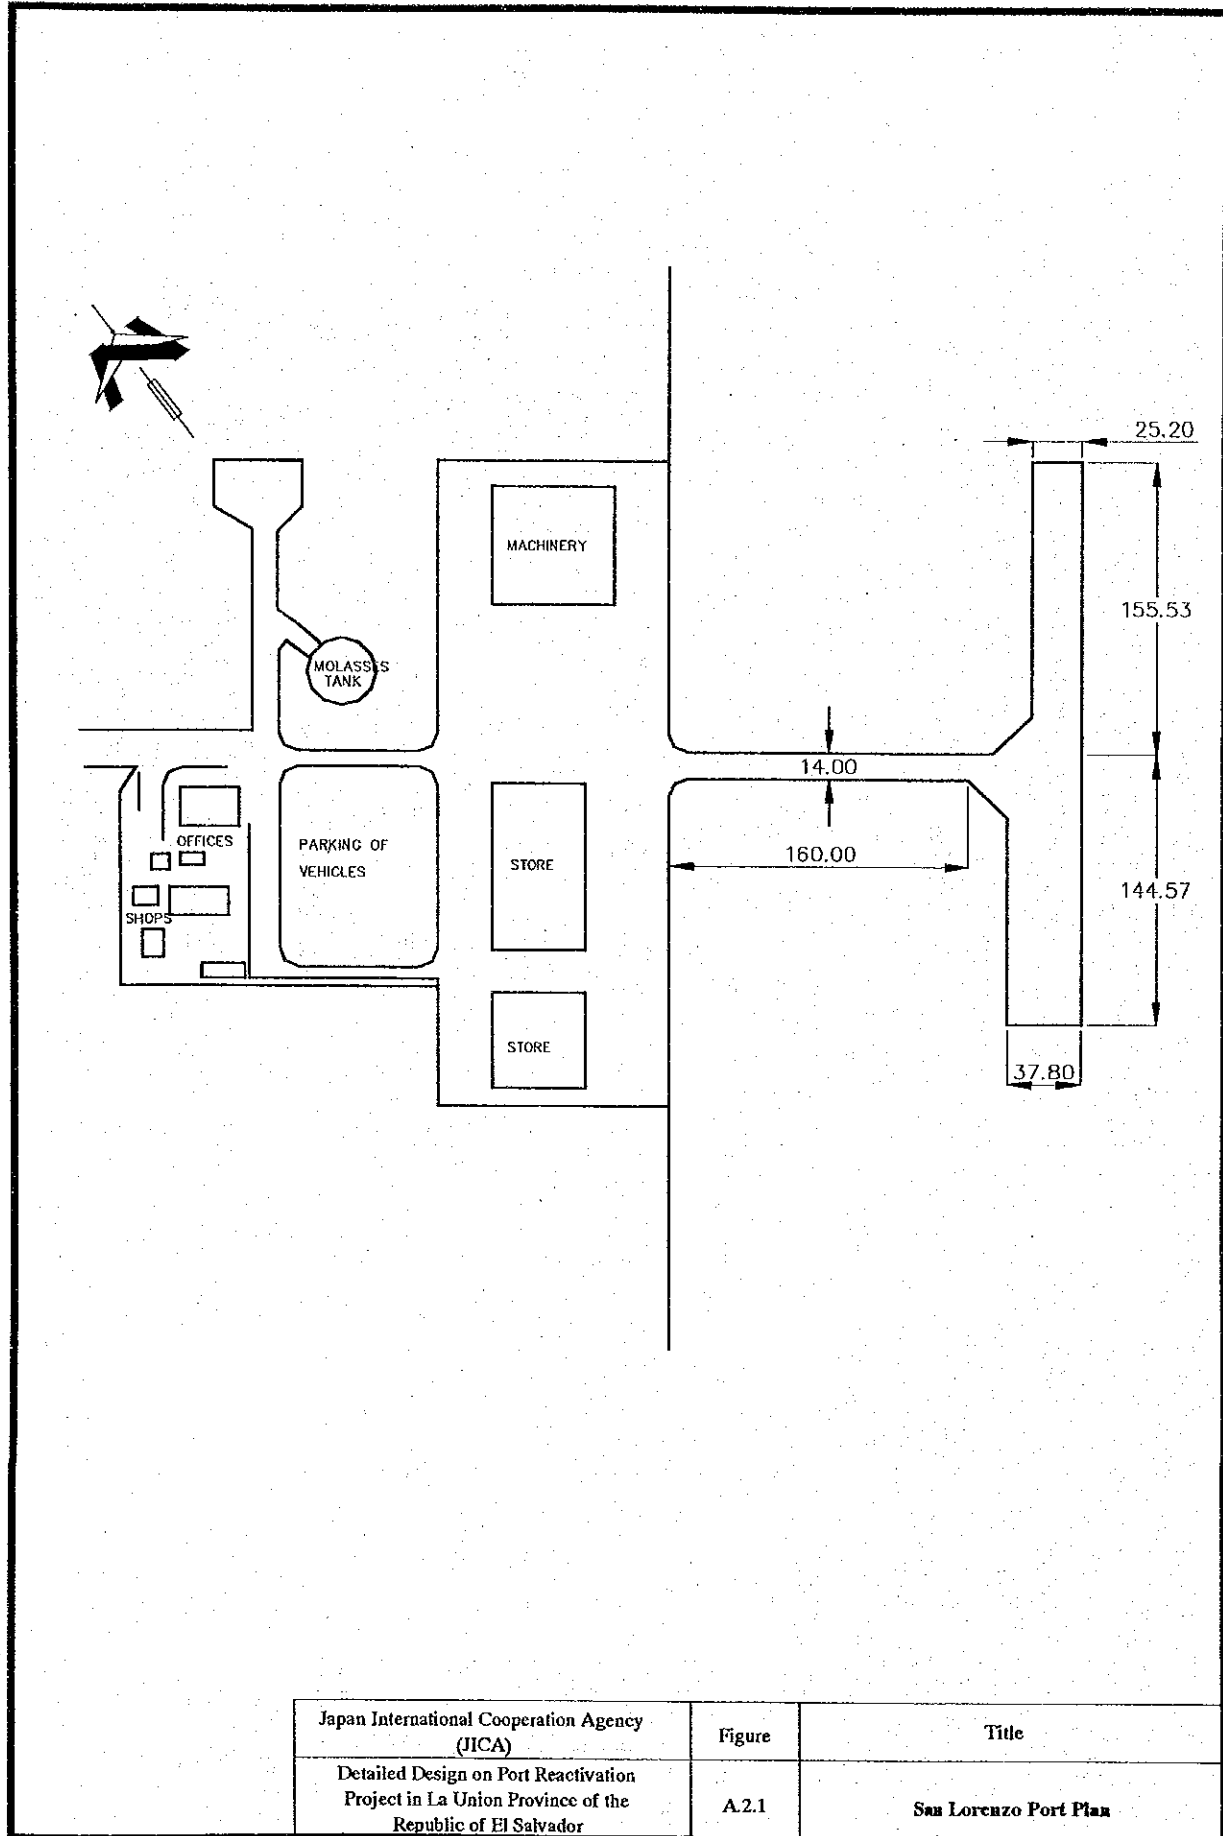 25.20
MACHINERY
155.53
MOLASSES
TANK
14.00
OFFICES
PARKING OF
VEHICLES
160.00
STORE
144.57
SHOPS
STORE
37.80
Japan International Cooperation Agency
(JICA)
Figure
Title
Detailed Design on Port Reactivation
Project in La Union Province of the
Republic of El Salvador
A.2.1
San Lorenzo Port Plan